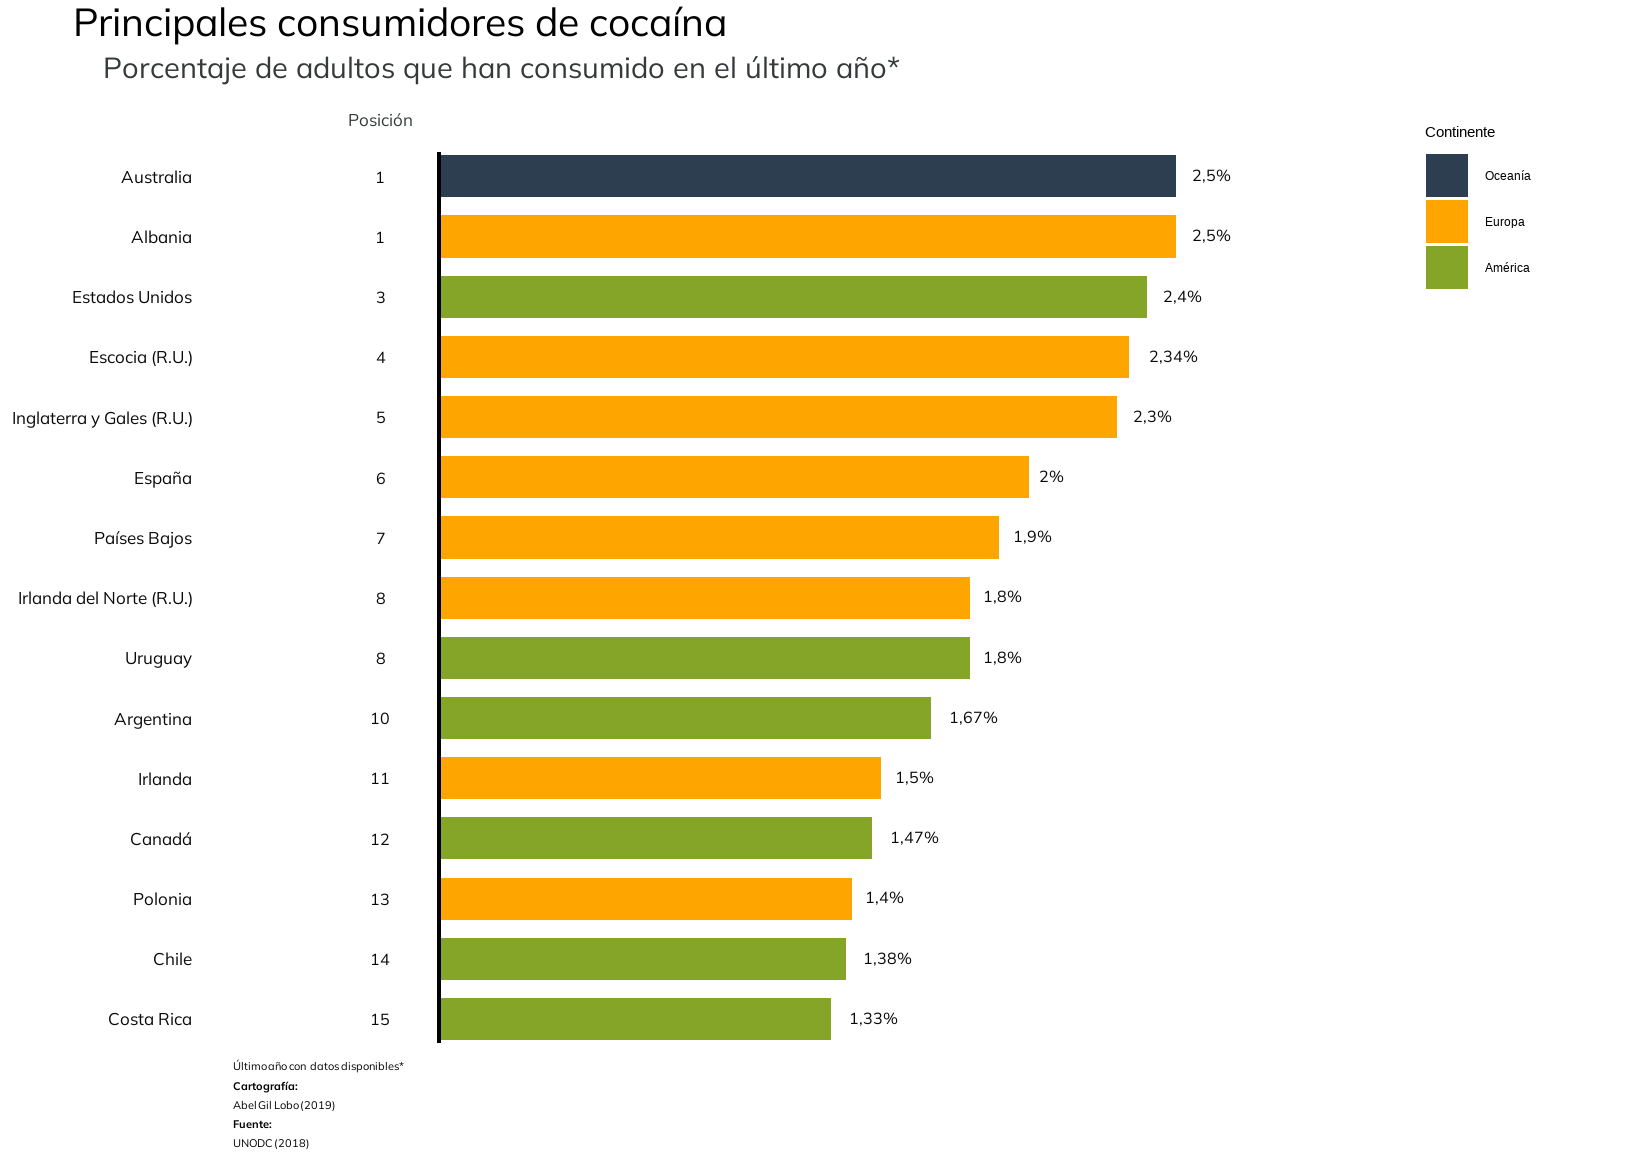 Principales consumidores de cocaína
Porcentaje de adultos que han consumido en el último año*
Posición
Continente
Oceanía
Europa
América
Australia 1 2,5%
Albania 1 2,5%
Estados Unidos 3 2,4%
Escocia (R.U.) 4 2,34%
Inglaterra y Gales (R.U.) 5 2,3%
España 6 2%
Países Bajos 7 1,9%
Irlanda del Norte (R.U.) 8 1,8%
Uruguay 8 1,8%
Argentina 10 1,67%
Irlanda 11 1,5%
Canadá 12 1,47%
Polonia 13 1,4%
Chile 14 1,38%
Costa Rica 15 1,33%
Último año con datos disponibles*
Cartografía:
Abel Gil Lobo (2019)
Fuente:
UNODC (2018)